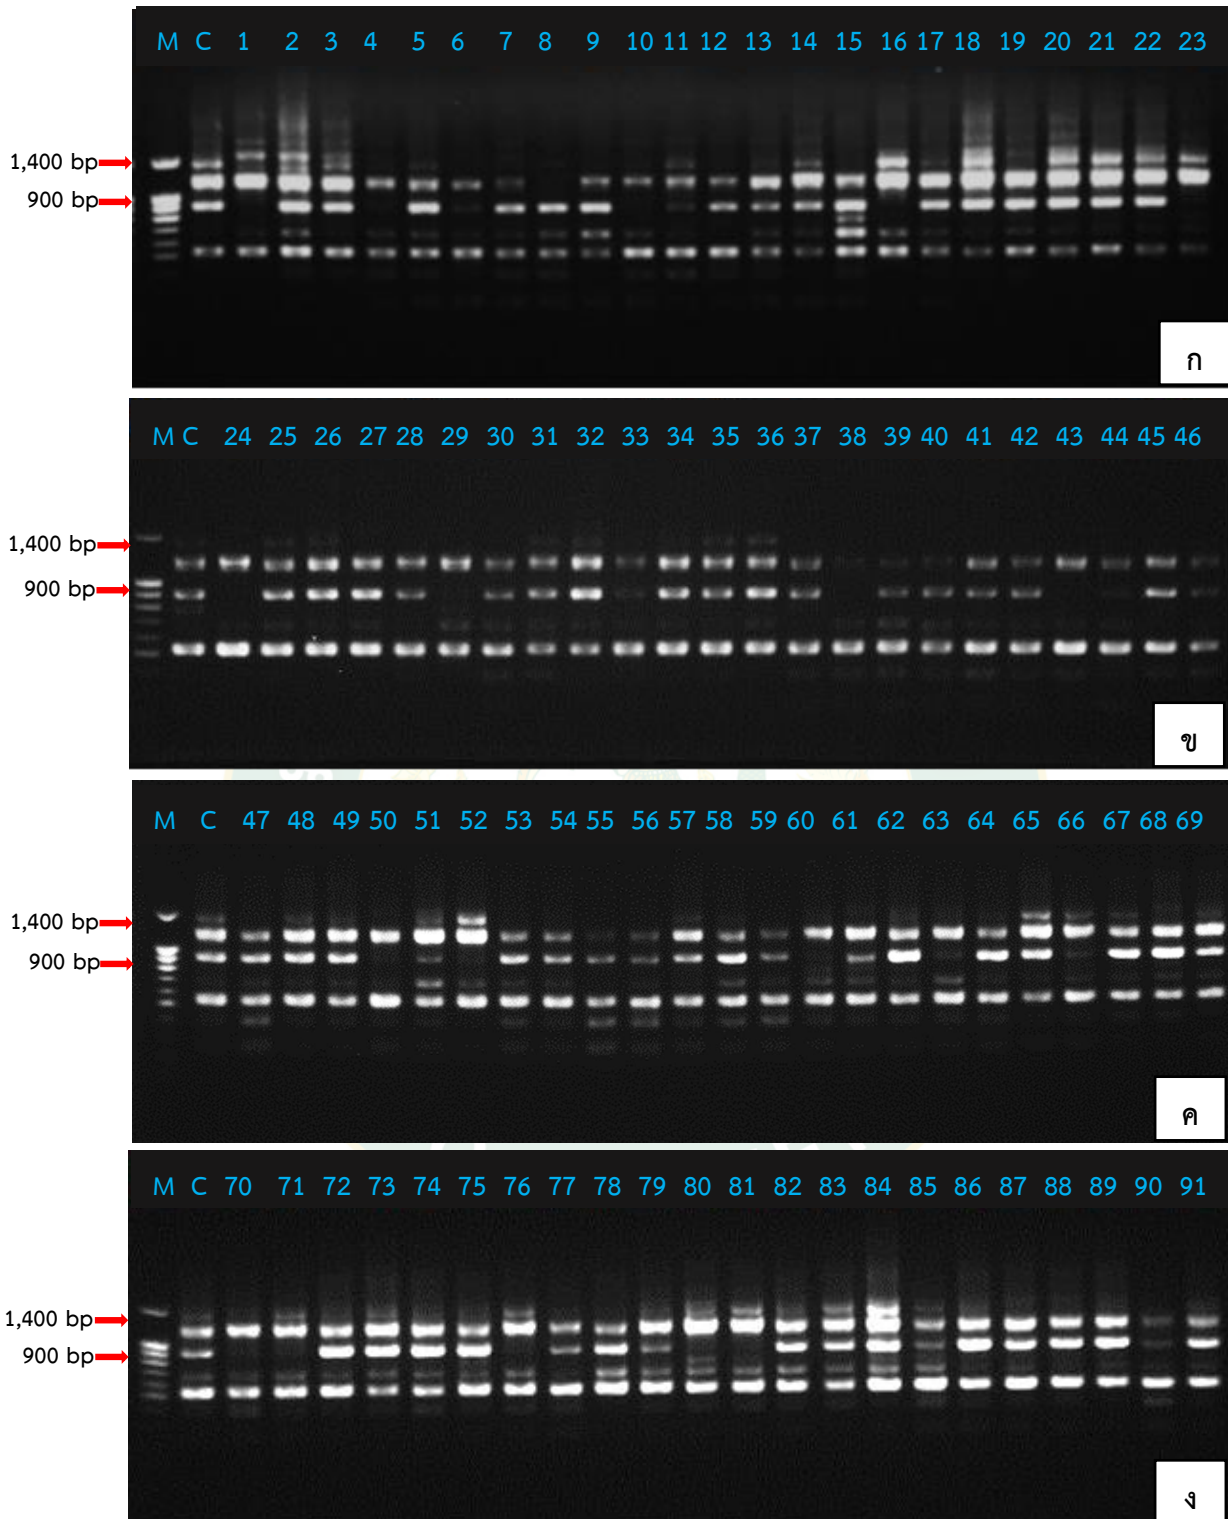 M C 1 2 3 4 5 6 7 8 9 10 11 12 13 14 15 16 17 18 19 20 21 22 23
1,400 bp
900 bp
ก
M C 24 25 26 27 28 29 30 31 32 33 34 35 36 37 38 39 40 41 42 43 44 45 46
1,400 bp
900 bp
ข
M C 47 48 49 50 51 52 53 54 55 56 57 58 59 60 61 62 63 64 65 66 67 68 69
1,400 bp
900 bp
ค
M C 70 71 72 73 74 75 76 77 78 79 80 81 82 83 84 85 86 87 88 89 90 91
1,400 bp
900 bp
ง